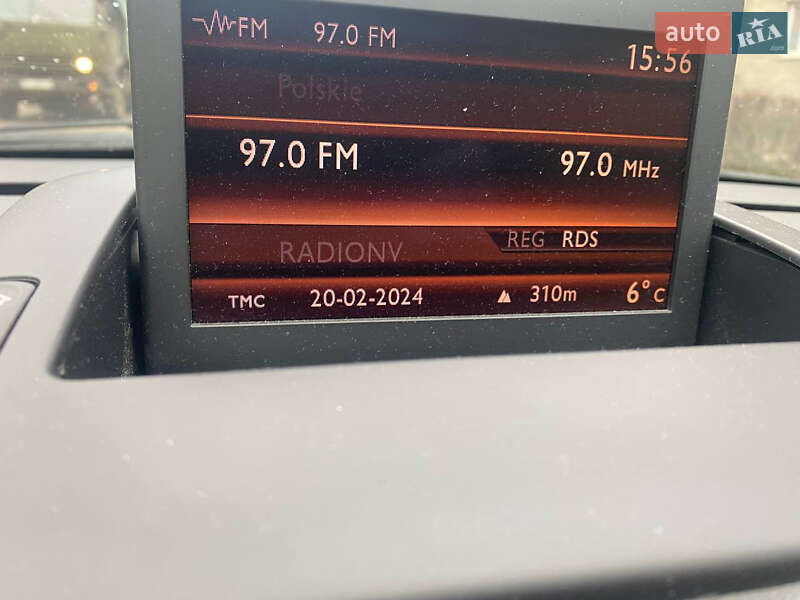 FM 97.0 FM
auto RIA .com
15:56
Polskie
97.0 FM 97.0 MHz
RADIONV REG RDS
TMC 20-02-2024 310m 6°C